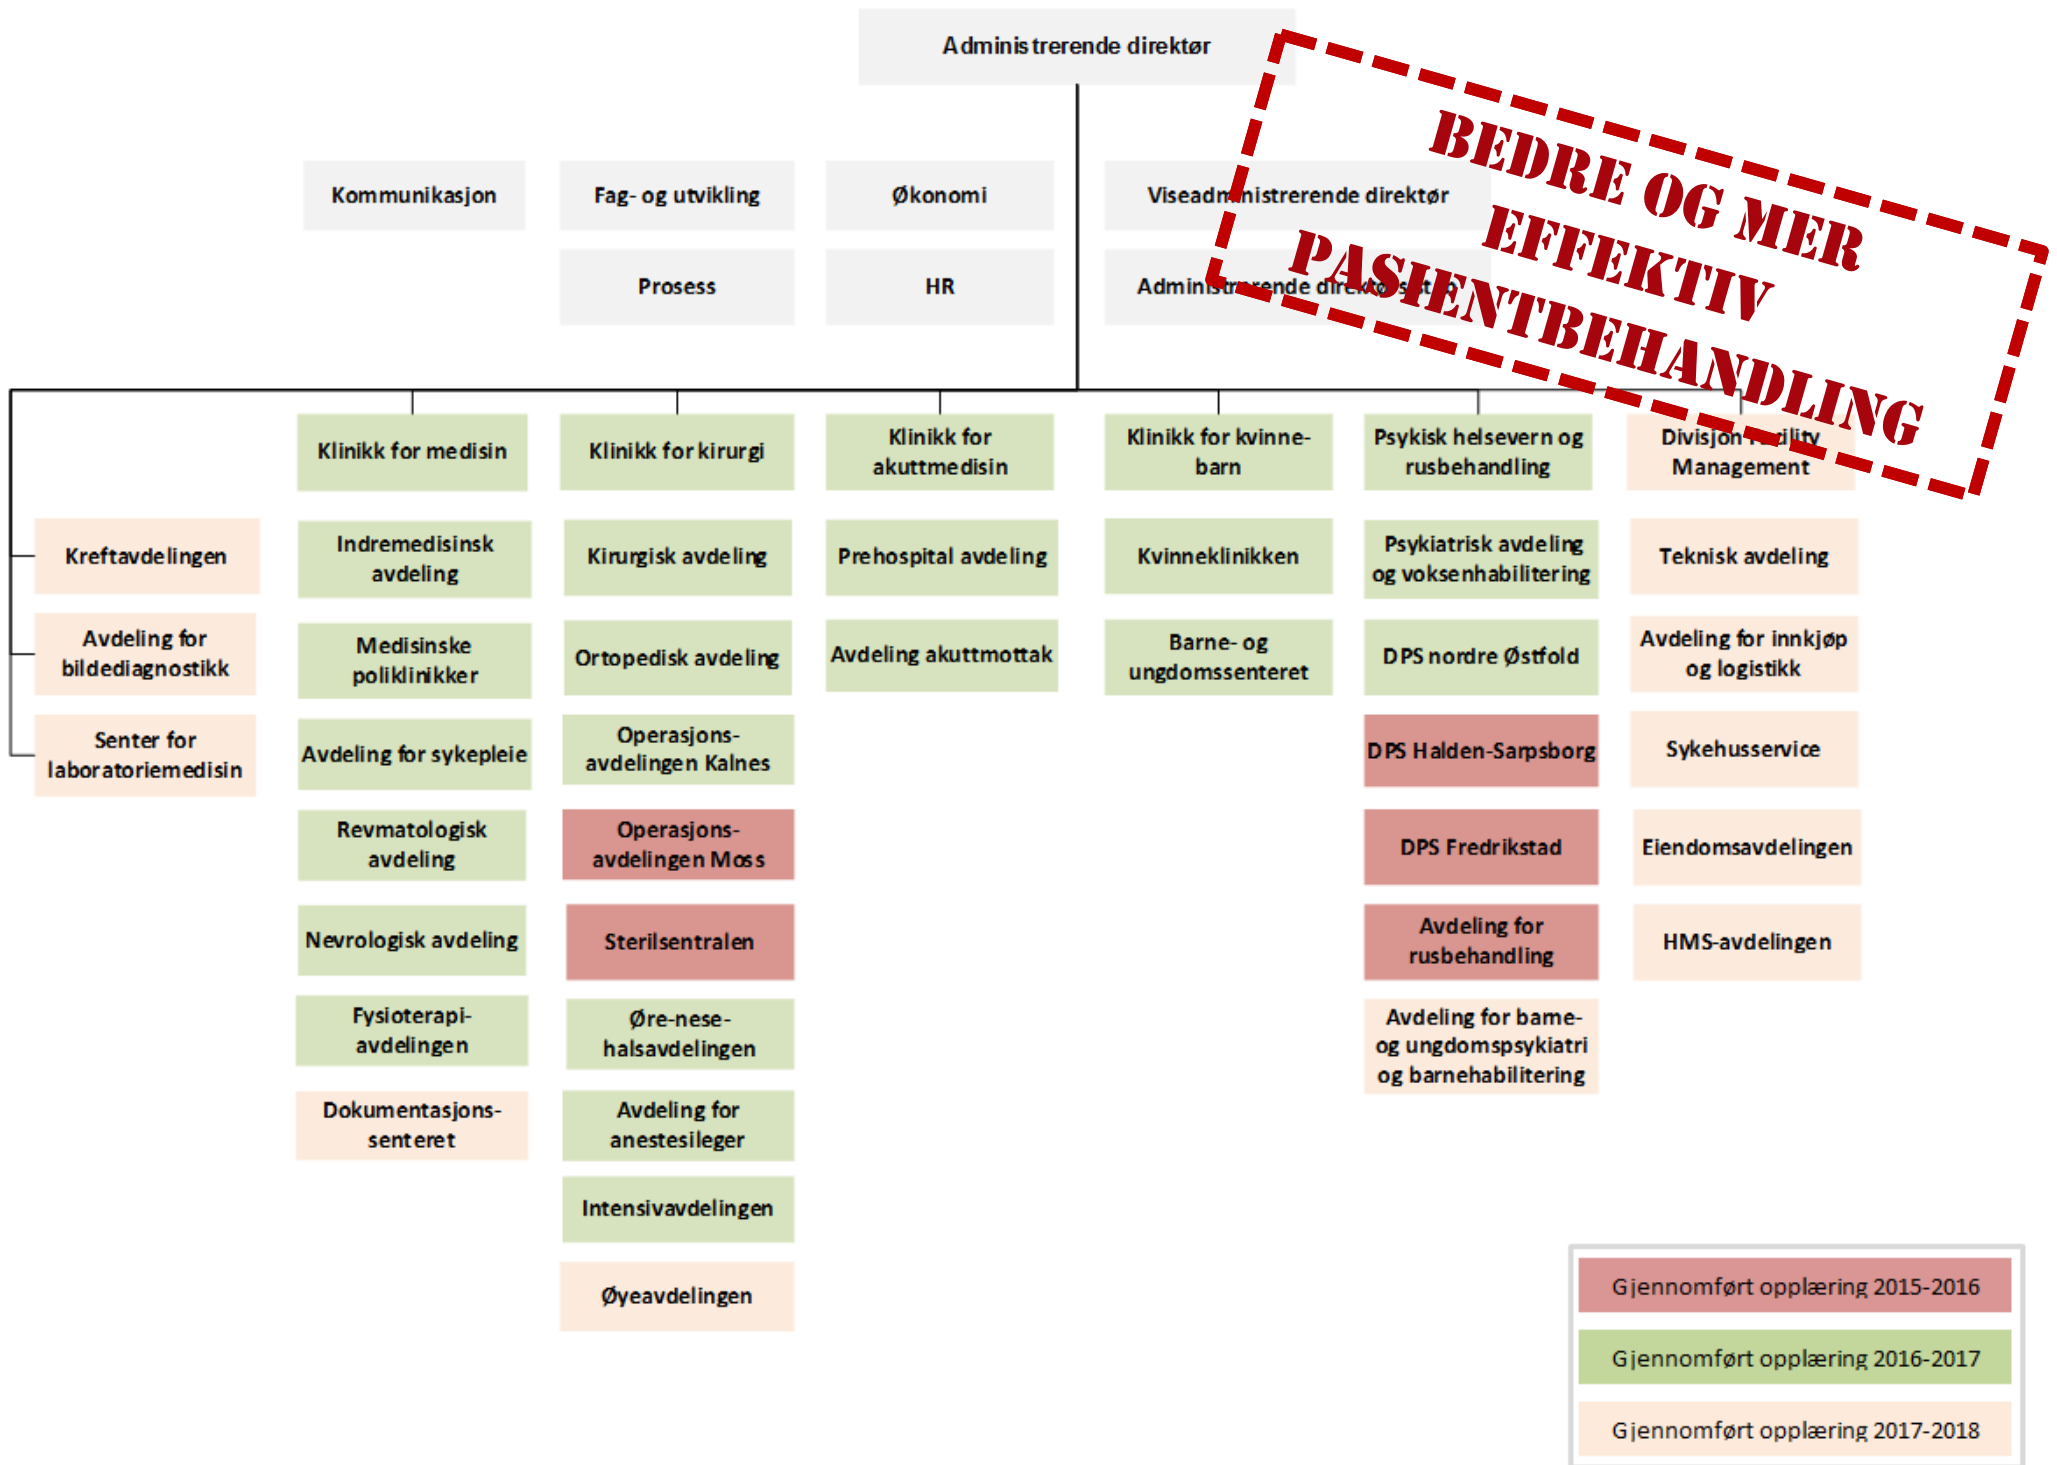 Administrerende direktør
BEDRE OG MER
EFFEKTIV
PASIENTBEHANDLING
Kommunikasjon
Fag- og utvikling
Økonomi
Viseadministrerende direktør
Prosess
HR
Administrerende direktørs stab
Klinikk for medisin
Klinikk for kirurgi
Klinikk for
akuttmedisin
Klinikk for kvinne-
barn
Psykisk helsevern og
rusbehandling
Divisjon Facility
Management
Kreftavdelingen
Avdeling for
bildediagnostikk
Senter for
laboratoriemedisin
Indremedisinsk
avdeling
Medisinske
poliklinikker
Avdeling for sykepleie
Revmatologisk
avdeling
Nevrologisk avdeling
Fysioterapi-
avdelingen
Dokumentasjons-
senteret
Kirurgisk avdeling
Ortopedisk avdeling
Operasjons-
avdelingen Kalnes
Operasjons-
avdelingen Moss
Sterilsentralen
Øre-nese-
halsavdelingen
Avdeling for
anestesileger
Intensivavdelingen
Øyeavdelingen
Prehospital avdeling
Avdeling akuttmottak
Kvinneklinikken
Barne- og
ungdomssenteret
Psykiatrisk avdeling
og voksenhabilitering
DPS nordre Østfold
DPS Halden-Sarpsborg
DPS Fredrikstad
Avdeling for
rusbehandling
Avdeling for barne-
og ungdomspsykiatri
og barnehabilitering
Teknisk avdeling
Avdeling for innkjøp
og logistikk
Sykehusservice
Eiendomsavdelingen
HMS-avdelingen
Gjennomført opplæring 2015-2016
Gjennomført opplæring 2016-2017
Gjennomført opplæring 2017-2018